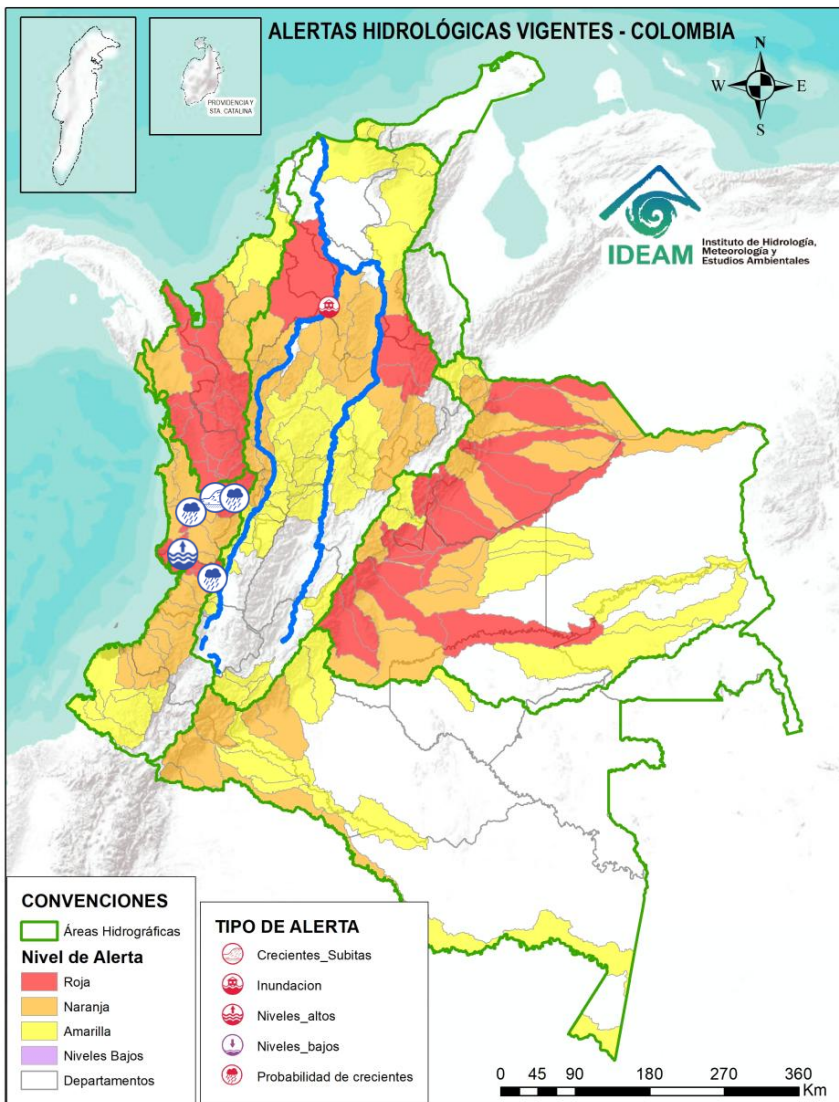 ALERTAS HIDROLÓGICAS VIGENTES - COLOMBIA
PROVIDENCIA Y
STA. CATALINA
N
W E
S
IDEAM
Instituto de Hidrología,
Meteorología y
Estudios Ambientales
CONVENCIONES
Áreas Hidrográficas
Nivel de Alerta
Roja
Naranja
Amarilla
Niveles Bajos
Departamentos
TIPO DE ALERTA
Crecientes_Subitas
Inundacion
Niveles_altos
Niveles_bajos
Probabilidad de crecientes
0 45 90 180 270 360
Km